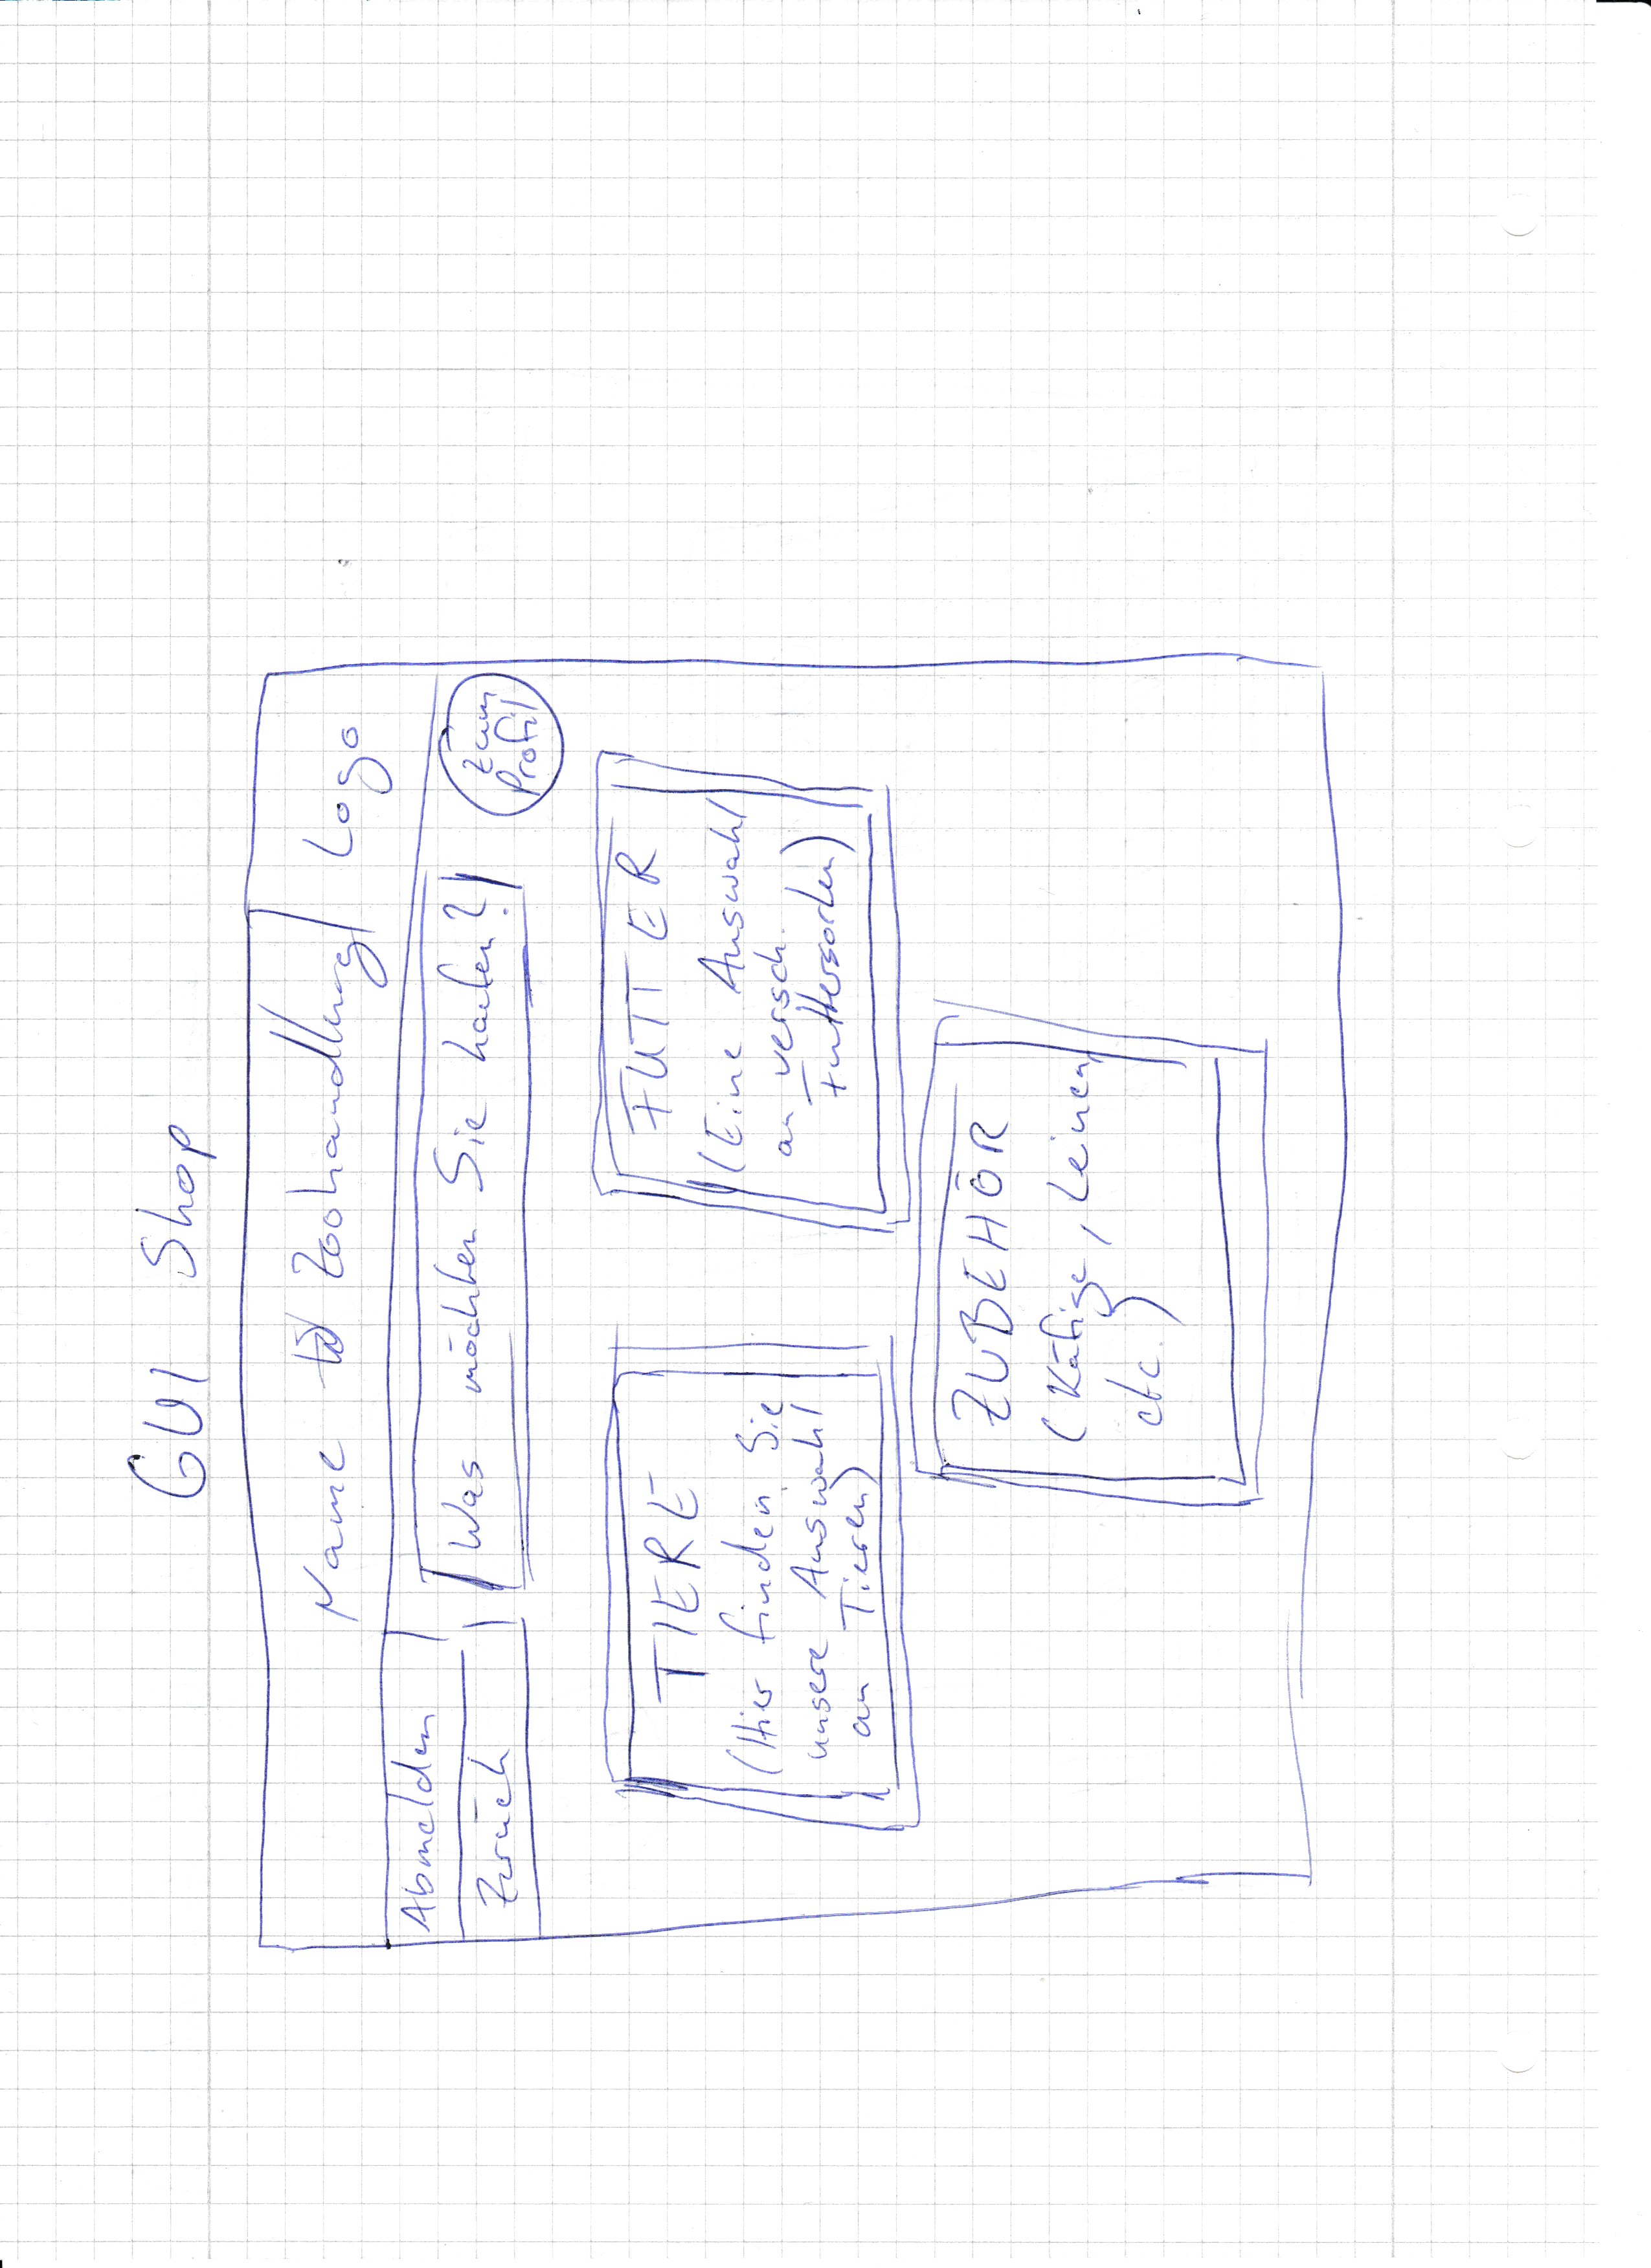 GUI Shop
Name Zoohandlung
Logo
Abmelden
Zurück
Was möchten Sie haben?
Zum
Profil
TIERE
(Hier finden Sie
unsere Auswahl
an Tieren)
FUTTER
(Eine Auswahl
an versch.
Futtersorten)
ZUBEHÖR
(Käfige, Leinen,
etc.)